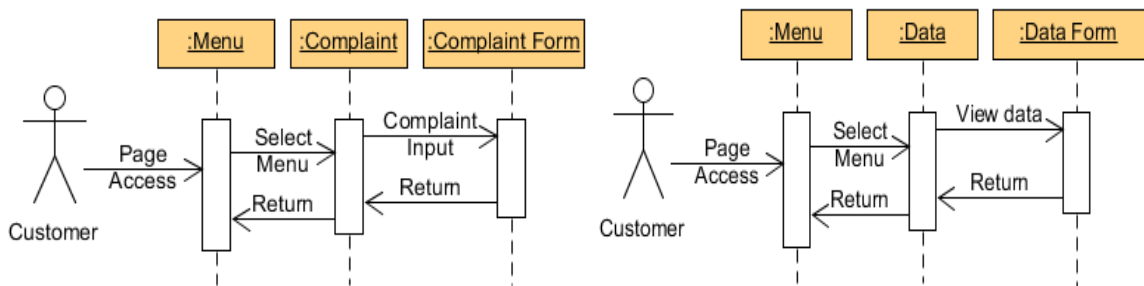 :Menu
:Complaint
:Complaint Form
Complaint
Input
Select
Menu
Page
Access
Return
Return
Customer
:Menu
:Data
:Data Form
View data
Select
Menu
Page
Access
Return
Return
Customer